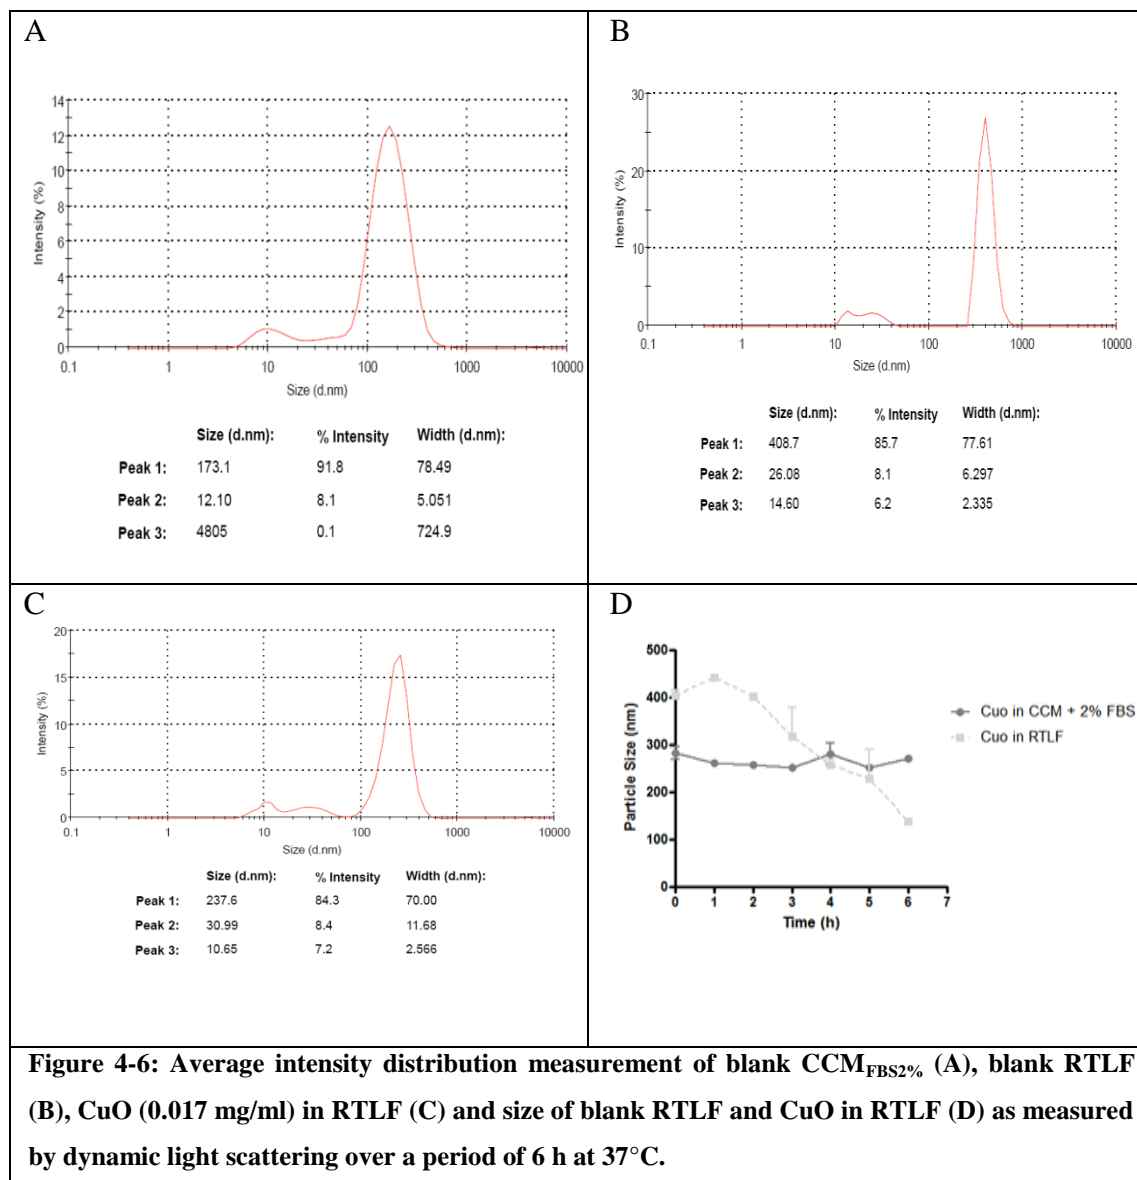 A
14
12
10
8
6
4
2
0
Intensity (%)
0.1 1 10 100 1000 10000
Size (d.nm)
Size (d.nm): % Intensity Width (d.nm):
Peak 1: 173.1 91.8 78.49
Peak 2: 12.10 8.1 5.051
Peak 3: 4805 0.1 724.9
B
30
20
10
0
Intensity (%)
0.1 1 10 100 1000 10000
Size (d.nm)
Size (d.nm): % Intensity Width (d.nm):
Peak 1: 408.7 85.7 77.61
Peak 2: 26.08 8.1 6.297
Peak 3: 14.60 6.2 2.335
C
20
15
10
5
0
Intensity (%)
0.1 1 10 100 1000 10000
Size (d.nm)
Size (d.nm): % Intensity Width (d.nm):
Peak 1: 237.6 84.3 70.00
Peak 2: 30.99 8.4 11.68
Peak 3: 10.65 7.2 2.566
D
500
400
300
200
100
0
Particle Size (nm)
0 1 2 3 4 5 6 7
Time (h)
Cuo in CCM + 2% FBS
Cuo in RTLF
Figure 4-6: Average intensity distribution measurement of blank CCMFBS2% (A), blank RTLF
(B), CuO (0.017 mg/ml) in RTLF (C) and size of blank RTLF and CuO in RTLF (D) as measured
by dynamic light scattering over a period of 6 h at 37°C.